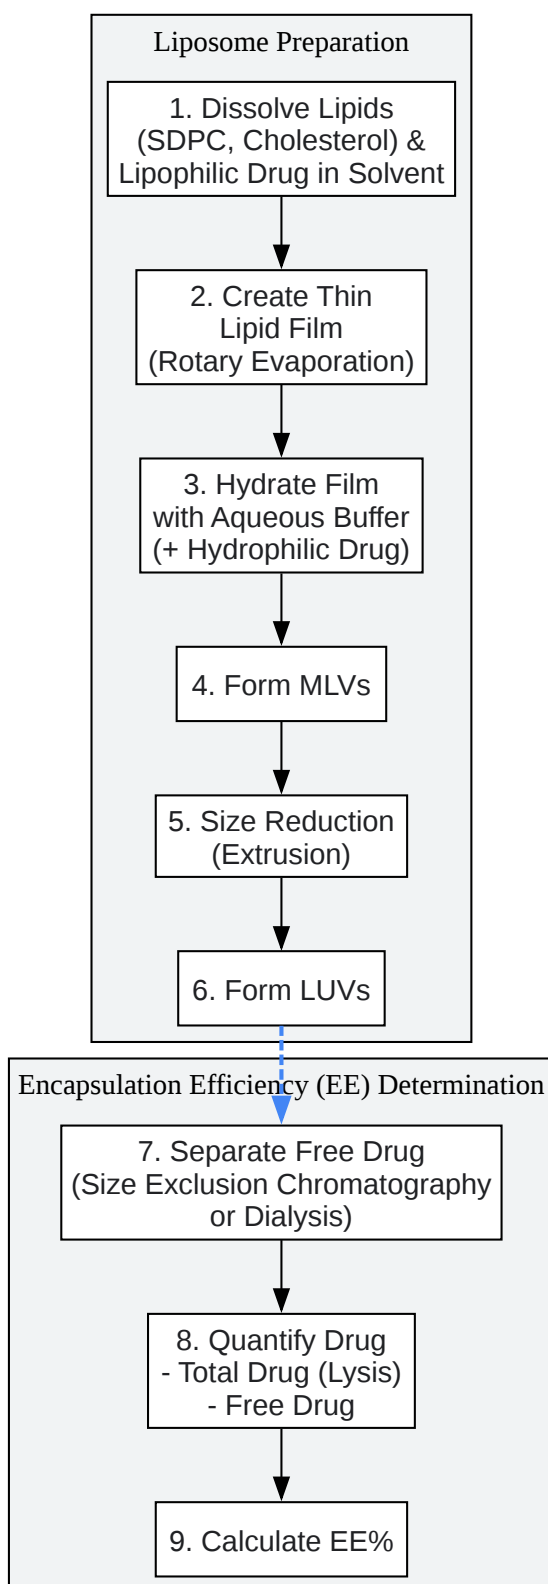 Liposome Preparation
1. Dissolve Lipids
(SDPC, Cholesterol) &
Lipophilic Drug in Solvent
2. Create Thin
Lipid Film
(Rotary Evaporation)
3. Hydrate Film
with Aqueous Buffer
(+ Hydrophilic Drug)
4. Form MLVs
5. Size Reduction
(Extrusion)
6. Form LUVs
Encapsulation Efficiency (EE) Determination
7. Separate Free Drug
(Size Exclusion Chromatography
or Dialysis)
8. Quantify Drug
- Total Drug (Lysis)
- Free Drug
9. Calculate EE%